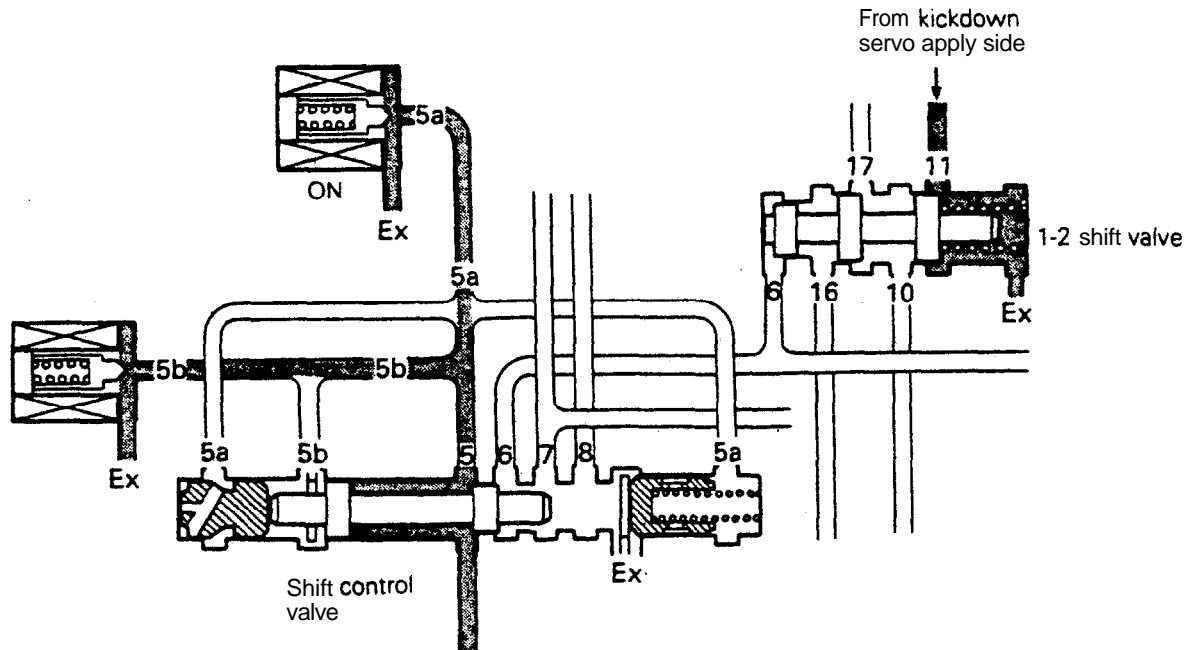 From kickdown
servo apply side
5a
ON
Ex
17
11
1-2 shift valve
5a
6
16
10
Ex
5b
5b
Ex
5a
5b
5
6
7
8
5a
Ex
Shift control
valve